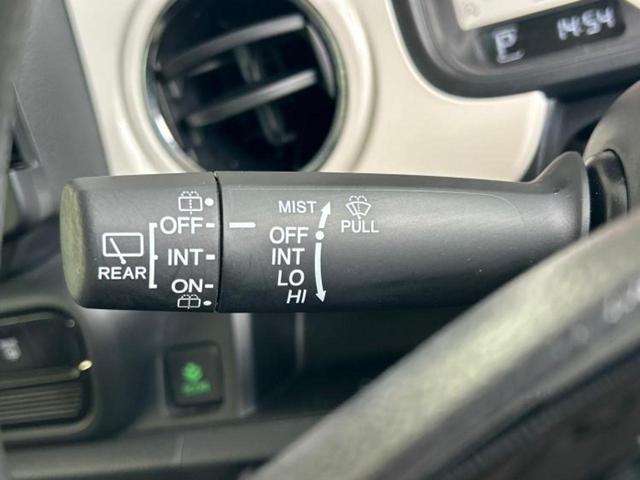 P 14:54
MIST
PULL
OFF
OFF
INT
INT
LO
ON
HI
REAR